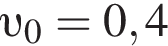 υ₀ = 0,4